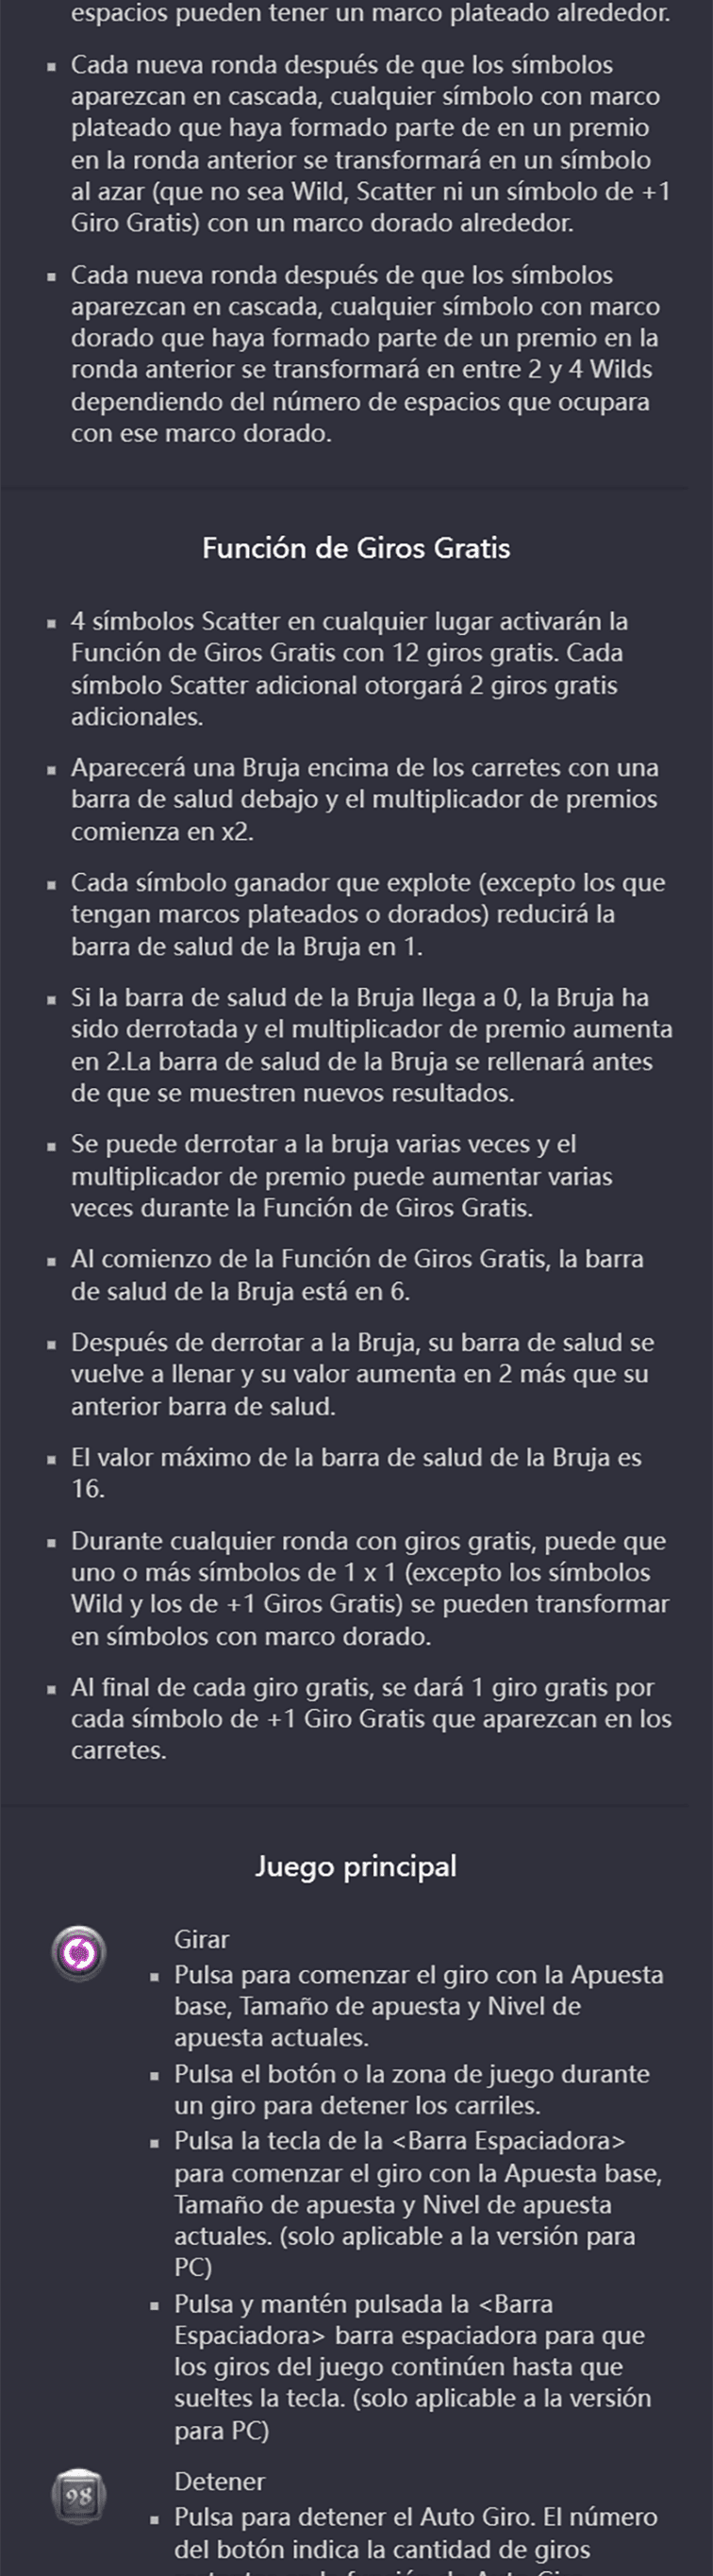 espacios pueden tener un marco plateado alrededor.
Cada nueva ronda después de que los símbolos
aparezcan en cascada, cualquier símbolo con marco
plateado que haya formado parte de en un premio
en la ronda anterior se transformará en un símbolo
al azar (que no sea Wild, Scatter ni un símbolo de +1
Giro Gratis) con un marco dorado alrededor.
Cada nueva ronda después de que los símbolos
aparezcan en cascada, cualquier símbolo con marco
dorado que haya formado parte de un premio en la
ronda anterior se transformará en entre 2 y 4 Wilds
dependiendo del número de espacios que ocupara
con ese marco dorado.
Función de Giros Gratis
4 símbolos Scatter en cualquier lugar activarán la
Función de Giros Gratis con 12 giros gratis. Cada
símbolo Scatter adicional otorgará 2 giros gratis
adicionales.
Aparecerá una Bruja encima de los carretes con una
barra de salud debajo y el multiplicador de premios
comienza en x2.
Cada símbolo ganador que explote (excepto los que
tengan marcos plateados o dorados) reducirá la
barra de salud de la Bruja en 1.
Si la barra de salud de la Bruja llega a 0, la Bruja ha
sido derrotada y el multiplicador de premio aumenta
en 2.La barra de salud de la Bruja se rellenará antes
de que se muestren nuevos resultados.
Se puede derrotar a la bruja varias veces y el
multiplicador de premio puede aumentar varias
veces durante la Función de Giros Gratis.
Al comienzo de la Función de Giros Gratis, la barra
de salud de la Bruja está en 6.
Después de derrotar a la Bruja, su barra de salud se
vuelve a llenar y su valor aumenta en 2 más que su
anterior barra de salud.
El valor máximo de la barra de salud de la Bruja es
16.
Durante cualquier ronda con giros gratis, puede que
uno o más símbolos de 1 x 1 (excepto los símbolos
Wild y los de +1 Giros Gratis) se pueden transformar
en símbolos con marco dorado.
Al final de cada giro gratis, se dará 1 giro gratis por
cada símbolo de +1 Giro Gratis que aparezcan en los
carretes.
Juego principal
Girar
Pulsa para comenzar el giro con la Apuesta
base, Tamaño de apuesta y Nivel de
apuesta actuales.
Pulsa el botón o la zona de juego durante
un giro para detener los carriles.
Pulsa la tecla de la <Barra Espaciadora>
para comenzar el giro con la Apuesta base,
Tamaño de apuesta y Nivel de apuesta
actuales. (solo aplicable a la versión para
PC)
Pulsa y mantén pulsada la <Barra
Espaciadora> barra espaciadora para que
los giros del juego continúen hasta que
sueltes la tecla. (solo aplicable a la versión
para PC)
98
Detener
Pulsa para detener el Auto Giro. El número
del botón indica la cantidad de giros